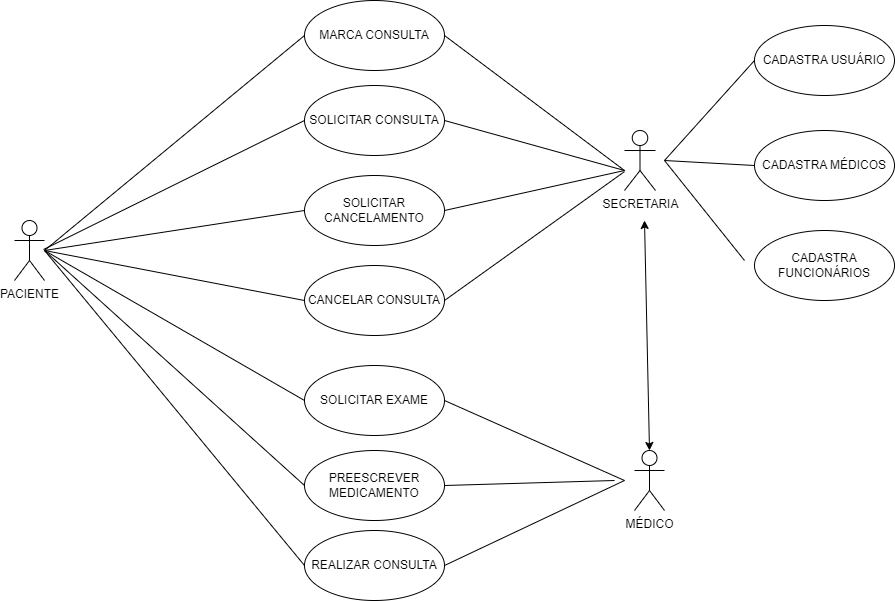 MARCA CONSULTA
SOLICITAR CONSULTA
SOLICITAR
CANCELAMENTO
CANCELAR CONSULTA
SOLICITAR EXAME
PREESCREVER
MEDICAMENTO
REALIZAR CONSULTA
PACIENTE
SECRETARIA
MÉDICO
CADASTRA USUÁRIO
CADASTRA MÉDICOS
CADASTRA
FUNCIONÁRIOS